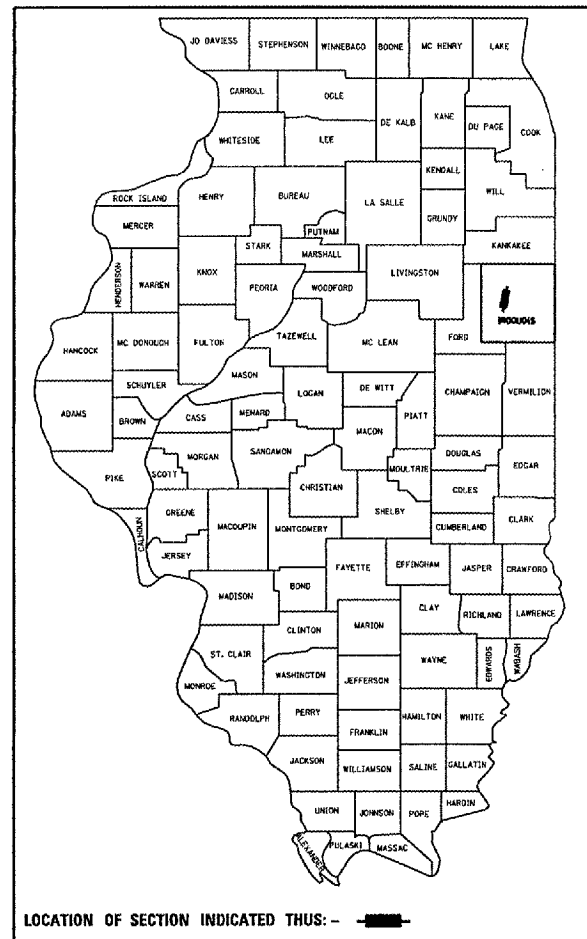 JO DAVIESS STEPHENSON WINNEBAGO BOONE MC HENRY LAKE
CARROLL OGLE DE KALB KANE DU PAGE COOK
WHITESIDE LEE KENDALL WILL
ROCK ISLAND HENRY BUREAU LA SALLE GRUNDY
MERCER PUTNAM KANKAKEE
STARK MARSHALL LIVINGSTON
HENDERSON WARREN KNOX PEORIA WOODFORD IROQUOIS
HANCOCK MC DONOUGH FULTON TAZEWELL MC LEAN FORD
SCHUYLER MASON LOGAN DE WITT CHAMPAIGN VERMILION
ADAMS BROWN CASS MENARD MACON PIATT
MORGAN SANGAMON MOULTRIE DOUGLAS EDGAR
PIKE SCOTT CHRISTIAN COLES
GREENE MACOUPIN MONTGOMERY SHELBY CUMBERLAND CLARK
CALHOUN JERSEY FAYETTE EFFINGHAM JASPER CRAWFORD
MADISON BOND CLAY RICHLAND LAWRENCE
CLINTON MARION
ST. CLAIR WASHINGTON JEFFERSON WAYNE EDWARDS WABASH
MONROE
RANDOLPH PERRY HAMILTON WHITE
FRANKLIN
JACKSON WILLIAMSON SALINE GALLATIN
HARDIN
UNION JOHNSON POPE
ALEXANDER PULASKI MASSAC
LOCATION OF SECTION INDICATED THUS: -